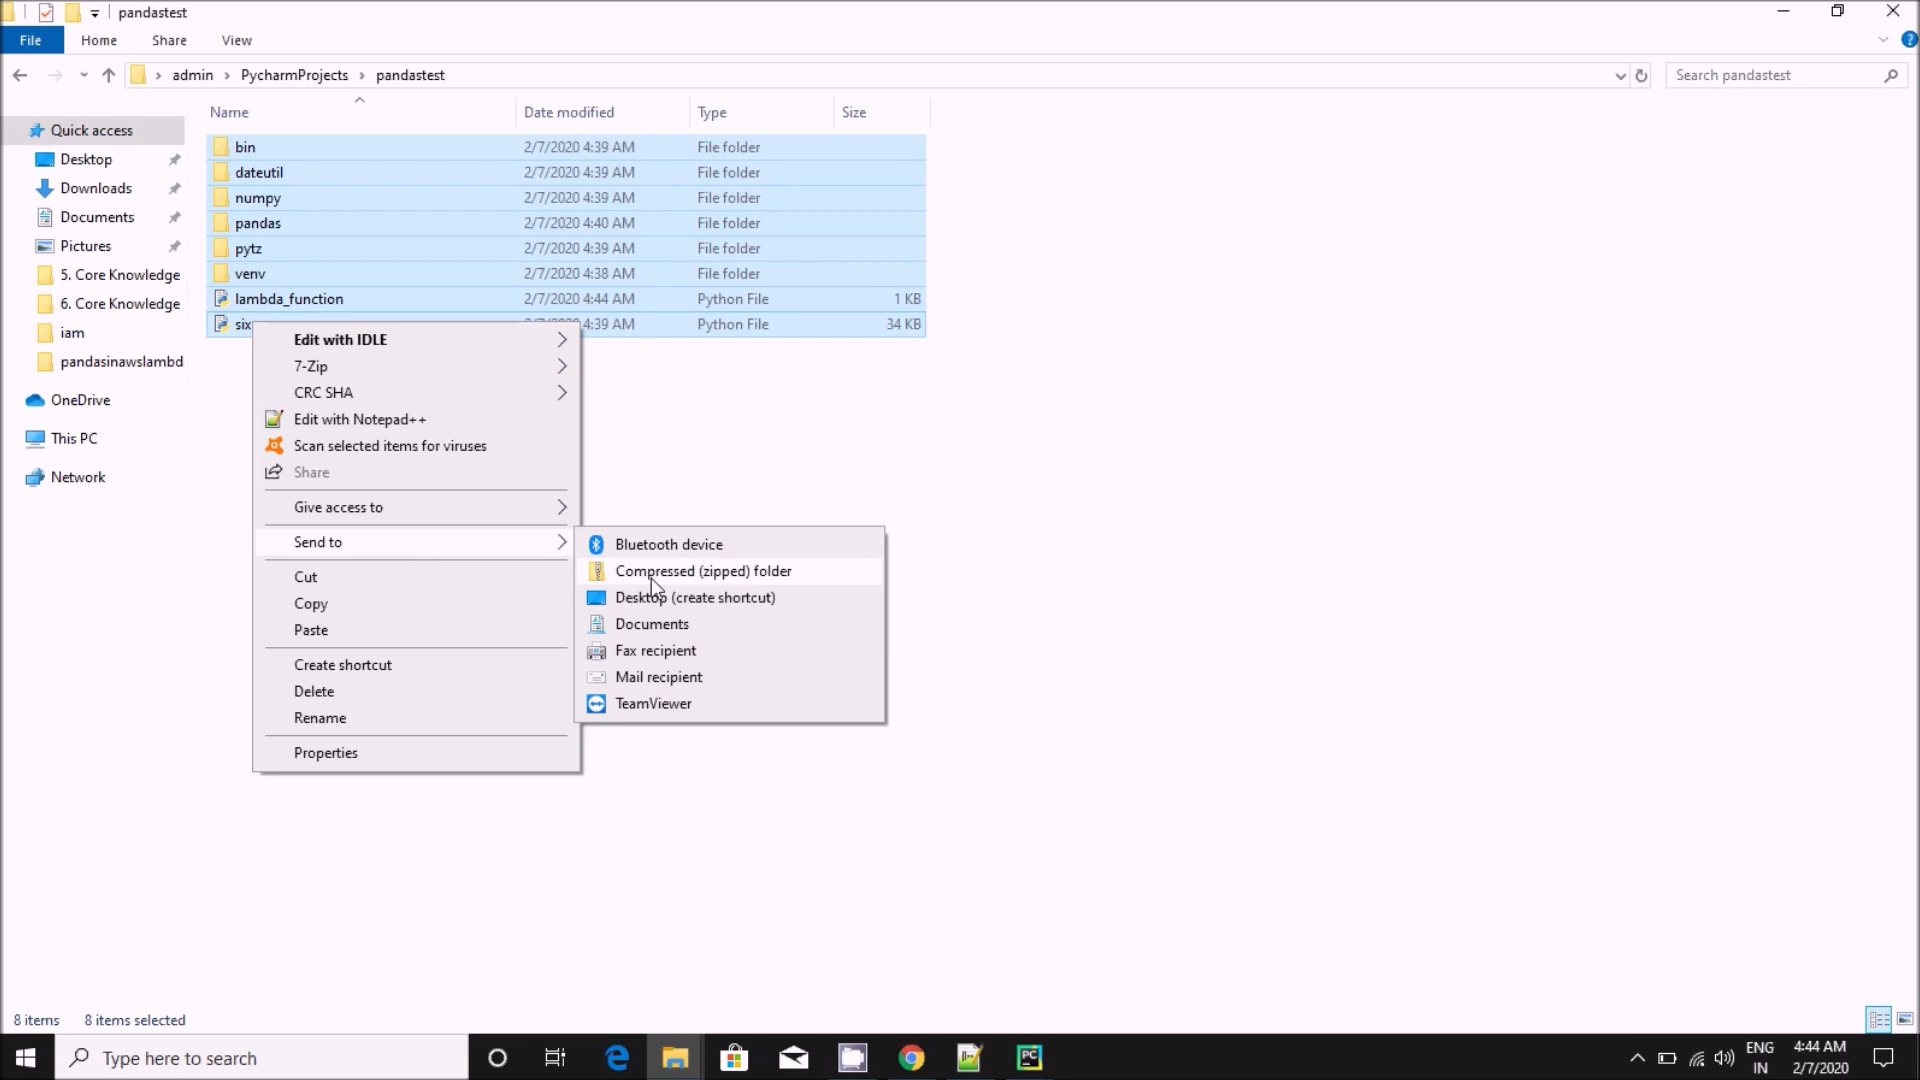 pandastest
File Home Share View
admin PycharmProjects pandastest
Search pandastest
Name Date modified Type Size
Quick access
Desktop
Downloads
Documents
Pictures
5. Core Knowledge
6. Core Knowledge
iam
pandasinawslambd
OneDrive
This PC
Network
bin 2/7/2020 4:39 AM File folder
dateutil 2/7/2020 4:39 AM File folder
numpy 2/7/2020 4:39 AM File folder
pandas 2/7/2020 4:40 AM File folder
pytz 2/7/2020 4:39 AM File folder
venv 2/7/2020 4:38 AM File folder
lambda_function 2/7/2020 4:44 AM Python File 1 KB
six 4:39 AM Python File 34 KB
Edit with IDLE
7-Zip
CRC SHA
Edit with Notepad++
Scan selected items for viruses
Share
Give access to
Send to
Cut
Copy
Paste
Create shortcut
Delete
Rename
Properties
Bluetooth device
Compressed (zipped) folder
Desktop (create shortcut)
Documents
Fax recipient
Mail recipient
TeamViewer
8 items 8 items selected
Type here to search
ENG
IN
4:44 AM
2/7/2020